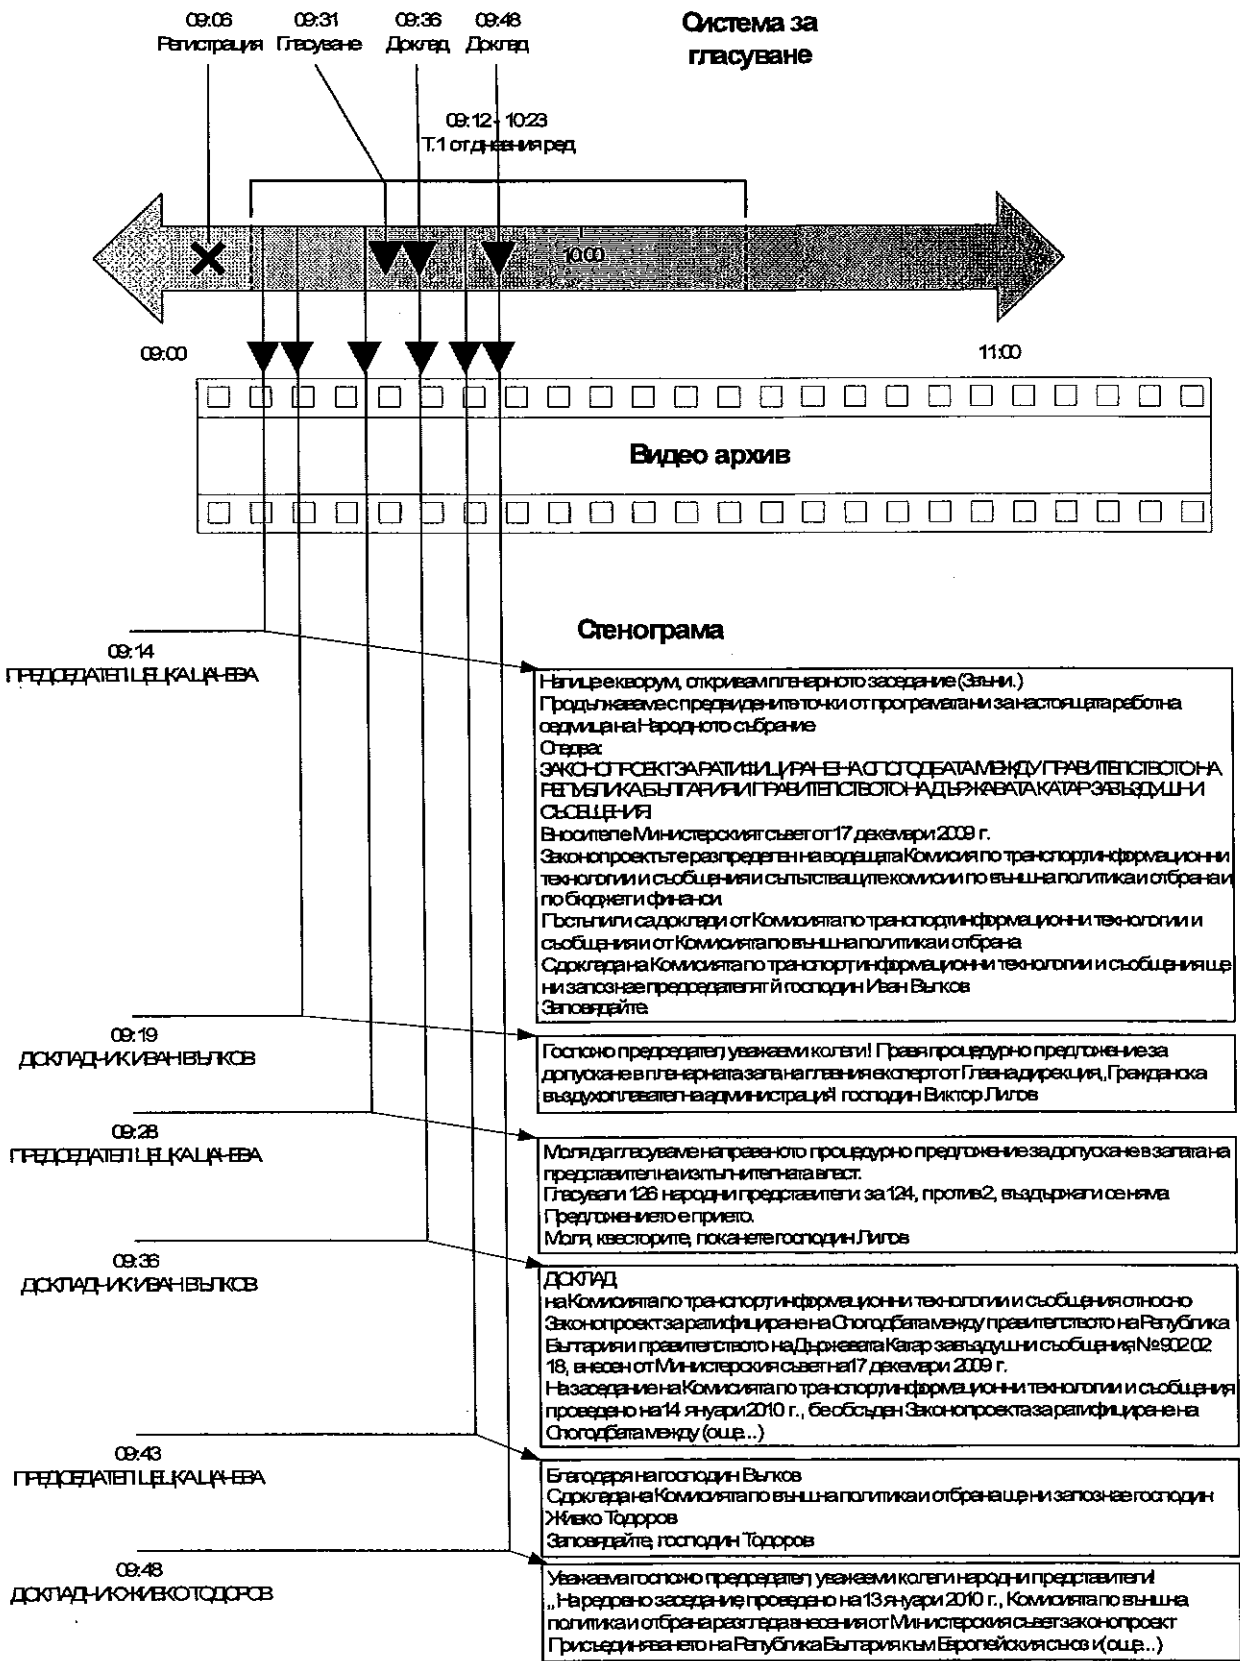 09:06
Регистрация
09:31
Гласуване
09:36
Доклад
09:48
Доклад
Система за
гласуване
09:12 - 10:23
Т.1 от дневния ред
10:00
09:00
11:00
Видео архив
Стенограма
09:14
ПРЕДСЕДАТЕЛ ЦЕЦКА ЦАЧЕВА
Налице е кворум, откривам пленарното заседание (Звъни.)
Продължаваме с предвидените точки от програмата ни за настоящата работна
седмица на Народното събрание
Следва:
ЗАКОНОПРОЕКТ ЗА РАТИФИЦИРАНЕ НА СПОГОДБАТА МЕЖДУ ПРАВИТЕЛСТВОТО НА
РЕПУБЛИКА БЪЛГАРИЯ И ПРАВИТЕЛСТВОТО НА ДЪРЖАВАТА КАТАР ЗА ВЪЗДУШНИ
СЪОБЩЕНИЯ
Вносител е Министерският съвет от 17 декември 2009 г.
Законопроектът е разпределен на водещата Комисия по транспорт, информационни
технологии и съобщения и съпътстващите комисии по външна политика и отбрана и
по бюджет и финанси
Постъпили са доклади от Комисията по транспорт, информационни технологии и
съобщения и от Комисията по външна политика и отбрана
С доклада на Комисията по транспорт, информационни технологии и съобщения ще
ни запознае председателят й господин Иван Вълков
Заповядайте.
09:19
ДОКЛАДЧИК ИВАН ВЪЛКОВ
Госпожо председател, уважаеми колеги! Правя процедурно предложение за
допускане в пленарната зала на главния експерт от Главна дирекция „Гражданска
въздухоплавателна администрация" господин Виктор Лилов
09:28
ПРЕДСЕДАТЕЛ ЦЕЦКА ЦАЧЕВА
Моля да гласуваме направеното процедурно предложение за допускане в залата на
представител на изпълнителната власт.
Гласували 126 народни представители: за 124, против 2, въздържали се няма
Предложението е прието.
Моля, квесторите, поканете господин Лилов
09:36
ДОКЛАДЧИК ИВАН ВЪЛКОВ
ДОКЛАД
на Комисията по транспорт, информационни технологии и съобщения относно
Законопроект за ратифициране на Спогодбата между правителството на Република
България и правителството на Държавата Катар за въздушни съобщения, № 902 02
18, внесен от Министерския съвет на 17 декември 2009 г.
На заседание на Комисията по транспорт, информационни технологии и съобщения
проведено на 14 януари 2010 г., бе обсъден Законопроекта за ратифициране на
Спогодбата между (още...)
09:43
ПРЕДСЕДАТЕЛ ЦЕЦКА ЦАЧЕВА
Благодаря на господин Вълков
С доклада на Комисията по външна политика и отбрана ще ни запознае господин
Живко Тодоров
Заповядайте, господин Тодоров
09:48
ДОКЛАДЧИК ЖИВКО ТОДОРОВ
Уважаема госпожо председател, уважаеми колеги народни представители!
„На редовно заседание, проведено на 13 януари 2010 г., Комисията по външна
политика и отбрана разгледа внесения от Министерския съвет законопроект
Присъединяването на Република България към Европейския съюз и (още...)